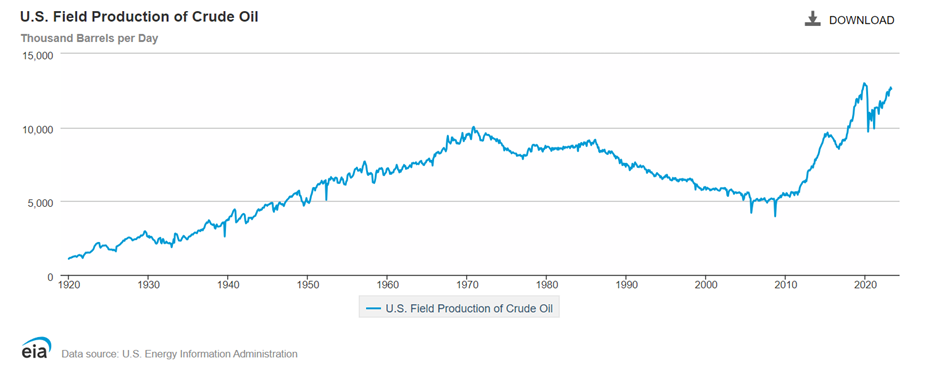 U.S. Field Production of Crude Oil
DOWNLOAD
Thousand Barrels per Day
15,000
10,000
5,000
0
1920 1930 1940 1950 1960 1970 1980 1990 2000 2010 2020
U.S. Field Production of Crude Oil
eia Data source: U.S. Energy Information Administration